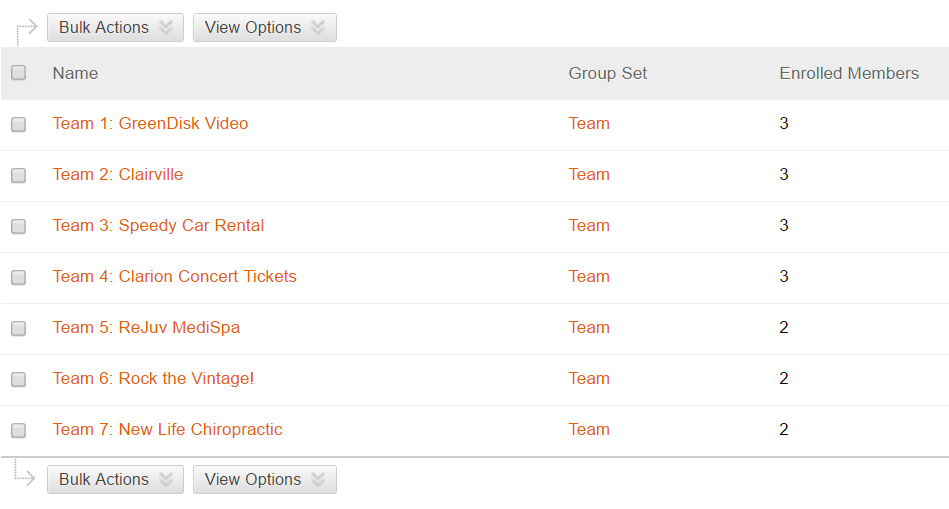 Bulk Actions View Options
Name Group Set Enrolled Members
Team 1: GreenDisk Video Team 3
Team 2: Clairville Team 3
Team 3: Speedy Car Rental Team 3
Team 4: Clarion Concert Tickets Team 3
Team 5: ReJuv MediSpa Team 2
Team 6: Rock the Vintage! Team 2
Team 7: New Life Chiropractic Team 2
Bulk Actions View Options